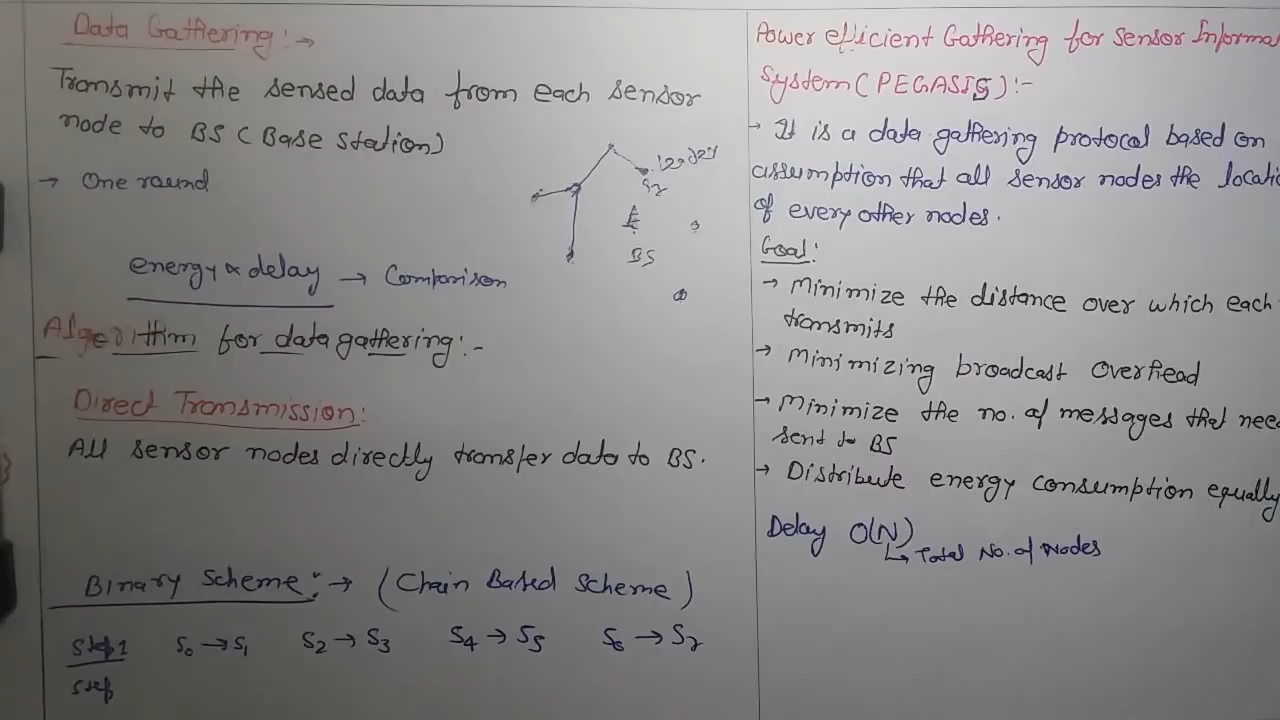 Data Gathering :→
Transmit the sensed data from each sensor
node to BS (Base station)
→ One round
S2
BS
energy & delay → Comparison
Algorithm for data gathering :-
Direct Transmission :
All sensor nodes directly transfer data to BS.
Binary Scheme :→ (Chain Based Scheme)
Step1 S0 → S1 S2 → S3 S4 → S5 S6 → S7
Step
Power efficient Gathering for Sensor Informa
System (PEGASIS) :-
→ It is a data gathering protocal based on
assumption that all sensor nodes the locati
of every other nodes.
Goal:
→ Minimize the distance over which each
transmits
→ Minimizing broadcast overhead
→ Minimize the no. of messages that nee
sent to BS
→ Distribute energy consumption equally
Delay O(N)
↳ Total No. of Nodes